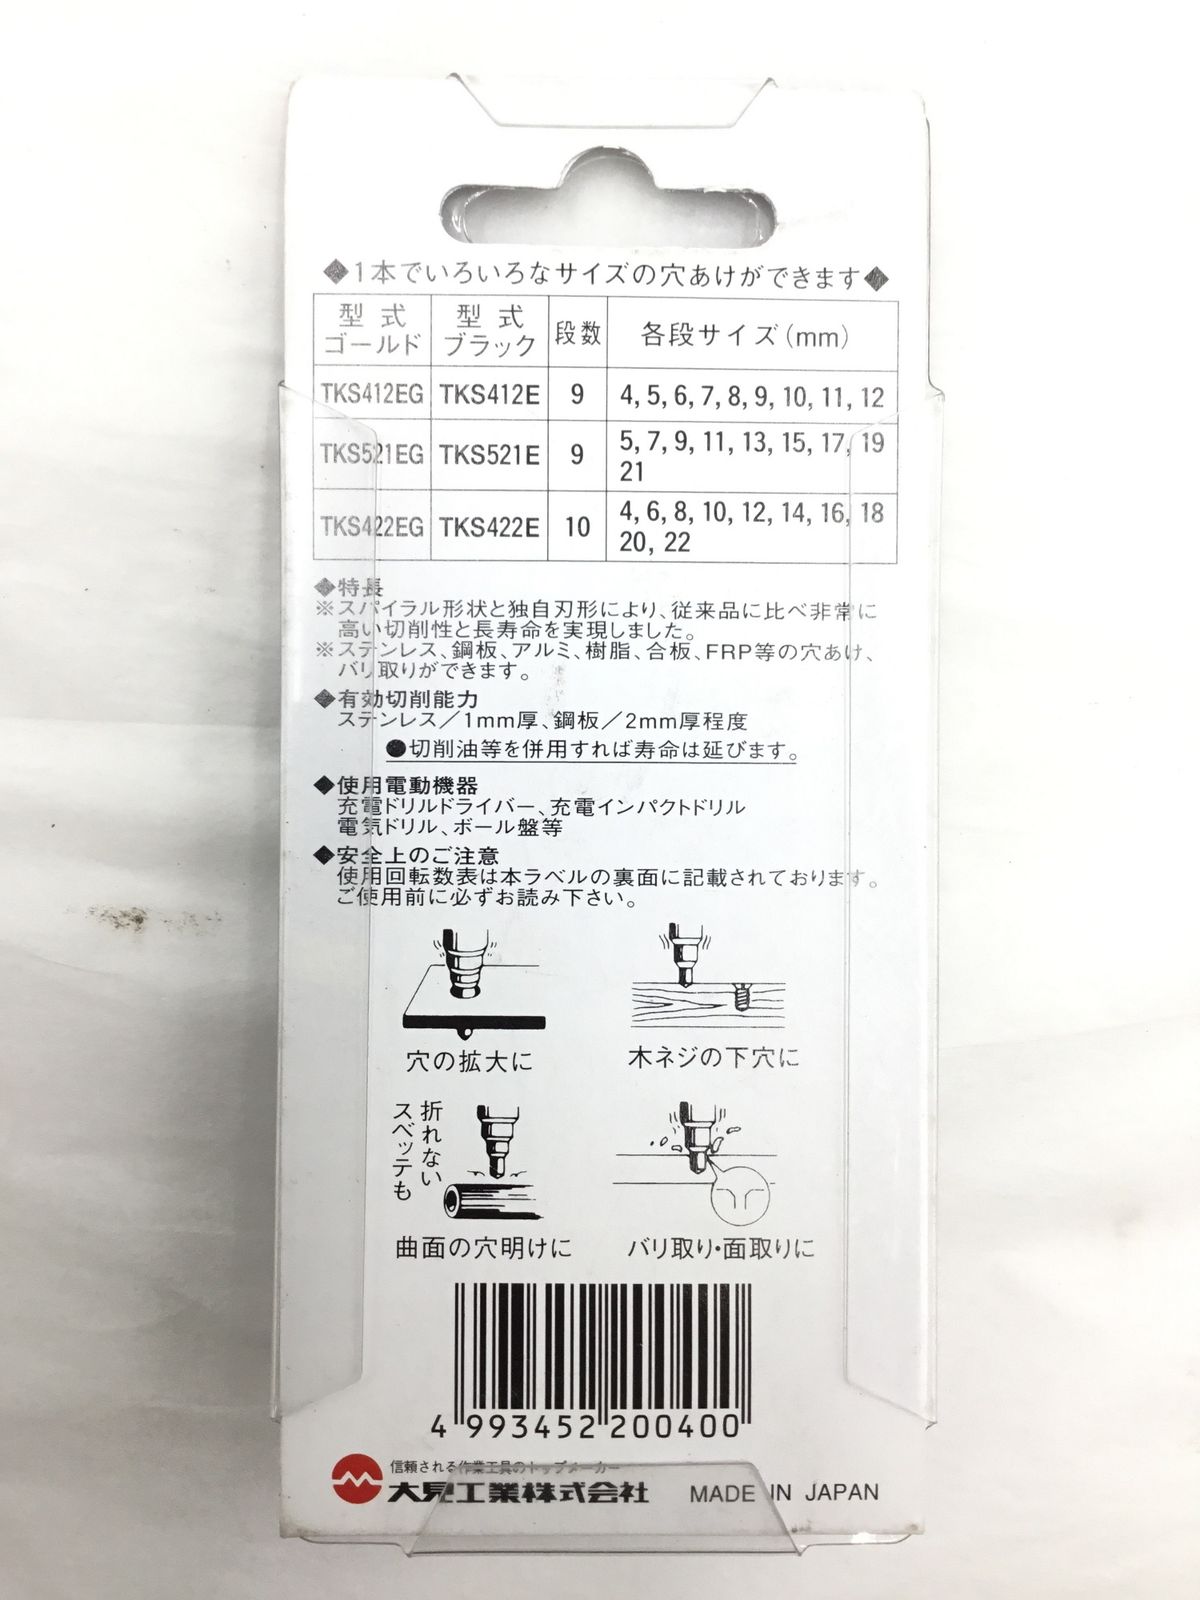 ◆1本でいろいろなサイズの穴あけができます◆
型 式 型 式 段数 各段サイズ(mm)
ゴールド ブラック
TKS412EG TKS412E 9 4, 5, 6, 7, 8, 9, 10, 11, 12
TKS521EG TKS521E 9 5, 7, 9, 11, 13, 15, 17, 19
21
TKS422EG TKS422E 10 4, 6, 8, 10, 12, 14, 16, 18
20, 22
◆特長
※スパイラル形状と独自刃形により、従来品に比べ非常に
高い切削性と長寿命を実現しました。
※ステンレス、鋼板、アルミ、樹脂、合板、FRP等の穴あけ、
バリ取りができます。
◆有効切削能力
ステンレス/1mm厚、鋼板/2mm厚程度
●切削油等を併用すれば寿命は延びます。
◆使用電動機器
充電ドリルドライバー、充電インパクトドリル
電気ドリル、ボール盤等
◆安全上のご注意
使用回転数表は本ラベルの裏面に記載されております。
ご使用前に必ずお読み下さい。
穴の拡大に
木ネジの下穴に
折れない
スベッテも
曲面の穴明けに
バリ取り・面取りに
4 993452 200400
信頼される作業工具のトップメーカー
大見工業株式会社 MADE IN JAPAN